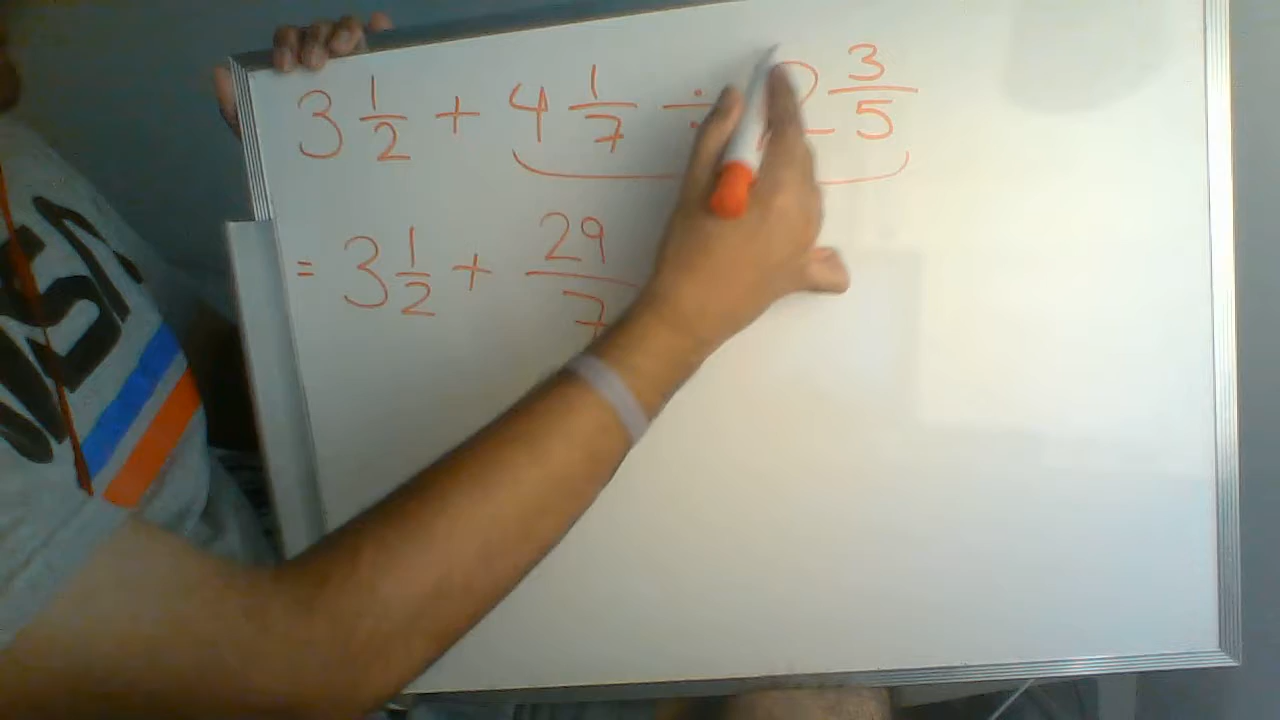 3 1/2 + 4 1/7 ÷ 2 3/5
= 3 1/2 + 29/7